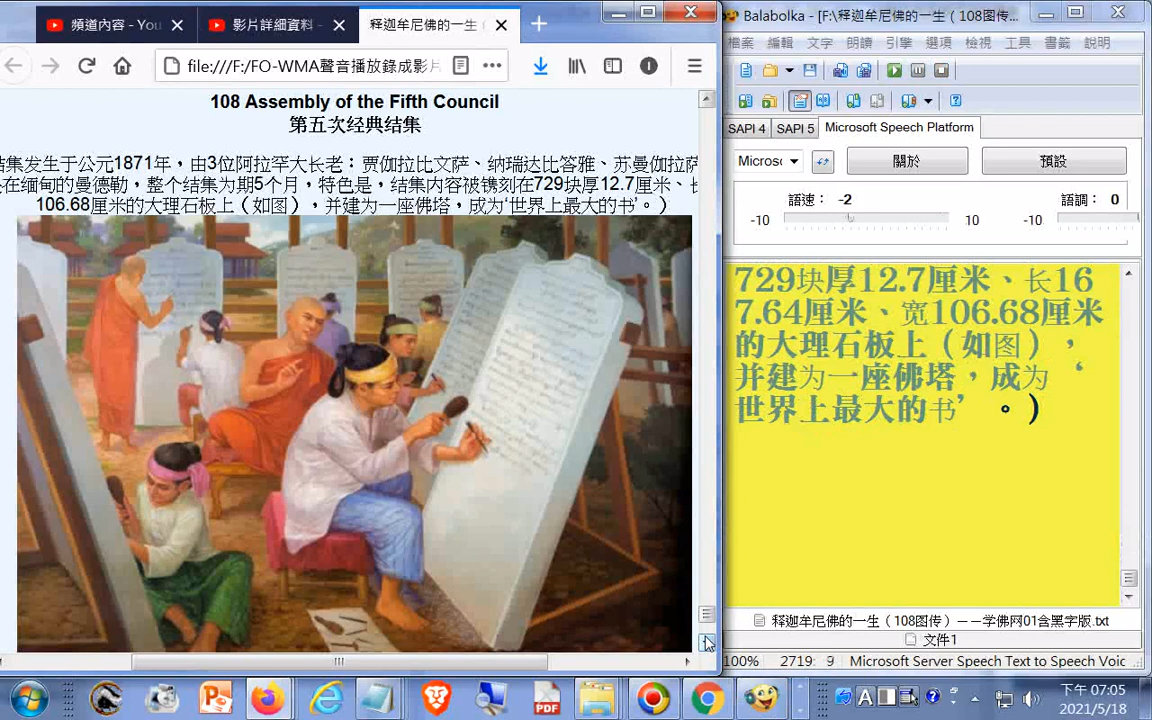 頻道內容 - You
影片詳細資料 -
释迦牟尼佛的一生 (
file:///F:/FO-WMA聲音播放錄成影片
108 Assembly of the Fifth Council
第五次经典结集
结集发生于公元1871年，由3位阿拉罕大长老：贾伽拉比文萨、纳瑞达比答雅、苏曼伽拉萨
在缅甸的曼德勒，整个结集为期5个月，特色是，结集内容被镌刻在729块厚12.7厘米、长
106.68厘米的大理石板上（如图），并建为一座佛塔，成为‘世界上最大的书’。）
Balabolka - [F:\释迦牟尼佛的一生（108图传...
檔案 編輯 文字 朗讀 引擎 選項 檢視 工具 書籤 說明
SAPI 4 SAPI 5 Microsoft Speech Platform
Micros 關於 預設
語速： -2 語調： 0
-10 10 -10
729块厚12.7厘米、长16
7.64厘米、宽106.68厘米
的大理石板上（如图），
并建为一座佛塔，成为‘
世界上最大的书’。）
释迦牟尼佛的一生（108图传）－－学佛网01含黑字版.txt
文件1
100% 2719: 9 Microsoft Server Speech Text to Speech Voic
PDF
下午 07:05
2021/5/18